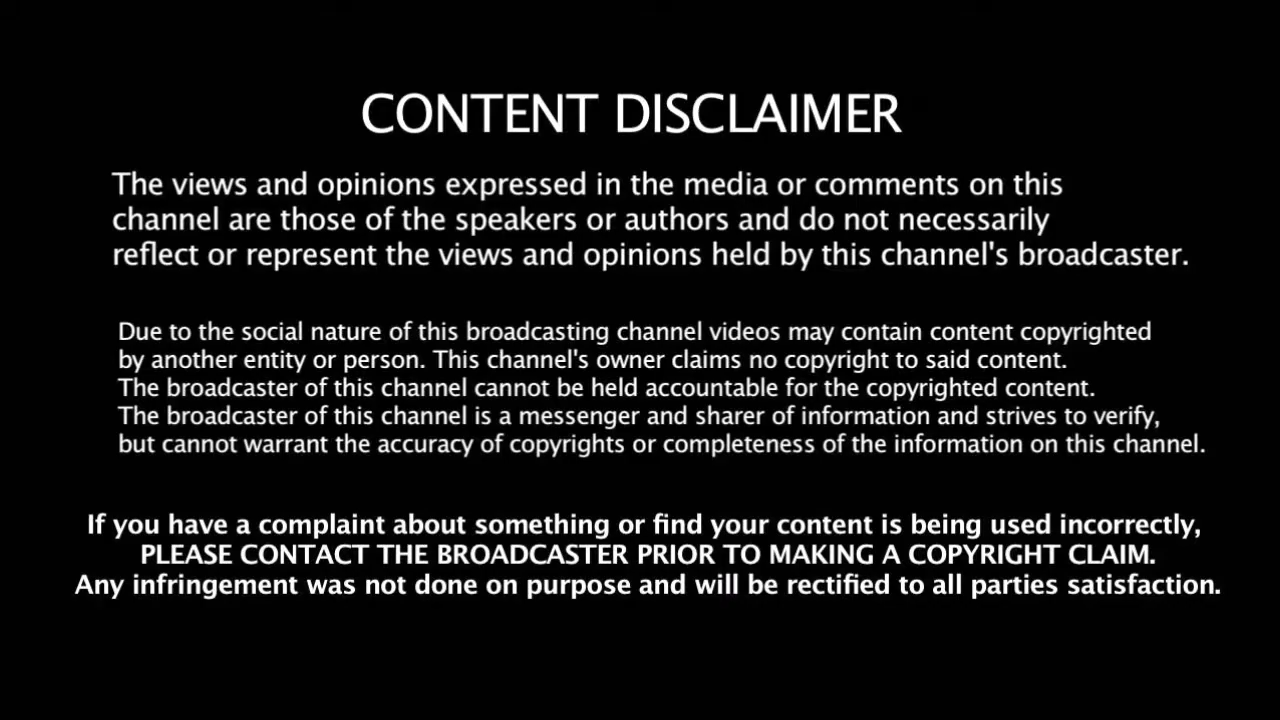 CONTENT DISCLAIMER
The views and opinions expressed in the media or comments on this
channel are those of the speakers or authors and do not necessarily
reflect or represent the views and opinions held by this channel's broadcaster.
Due to the social nature of this broadcasting channel videos may contain content copyrighted
by another entity or person. This channel's owner claims no copyright to said content.
The broadcaster of this channel cannot be held accountable for the copyrighted content.
The broadcaster of this channel is a messenger and sharer of information and strives to verify,
but cannot warrant the accuracy of copyrights or completeness of the information on this channel.
If you have a complaint about something or find your content is being used incorrectly,
PLEASE CONTACT THE BROADCASTER PRIOR TO MAKING A COPYRIGHT CLAIM.
Any infringement was not done on purpose and will be rectified to all parties satisfaction.